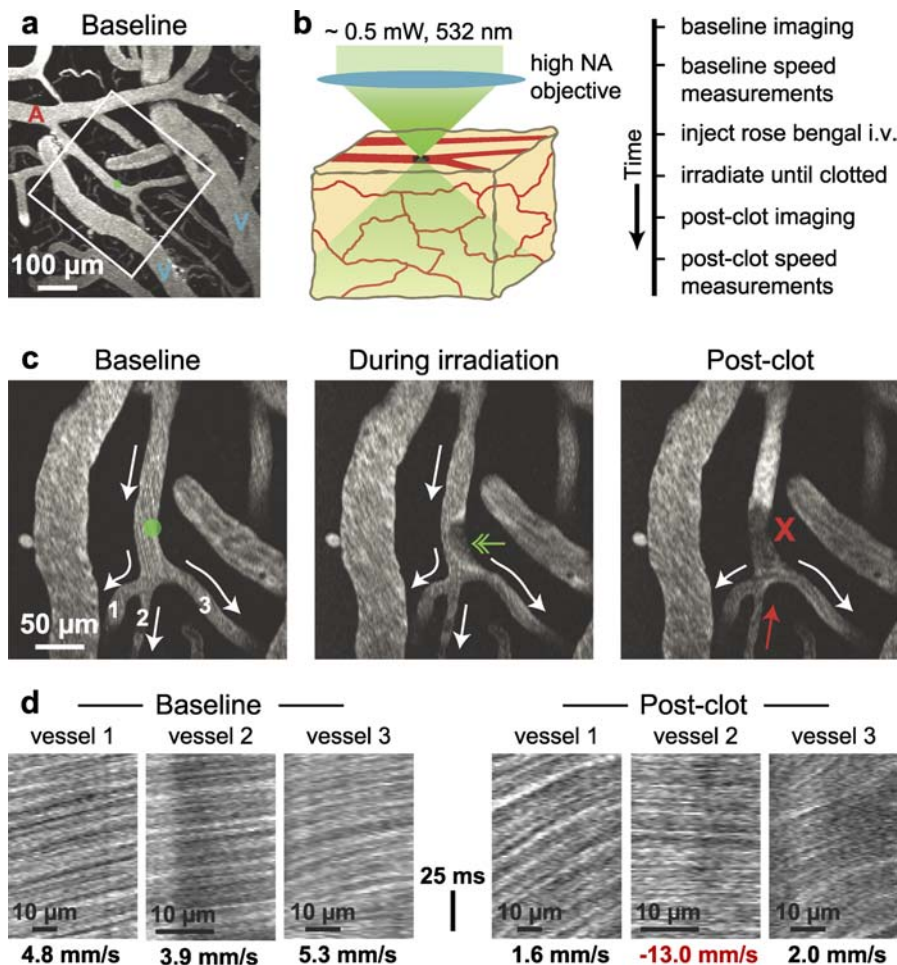 a
Baseline
A
V
V
100 µm
b
~ 0.5 mW, 532 nm
high NA
objective
Time
baseline imaging
baseline speed
measurements
inject rose bengal i.v.
irradiate until clotted
post-clot imaging
post-clot speed
measurements
c
Baseline
1
2
3
50 µm
During irradiation
Post-clot
X
d
Baseline
vessel 1
vessel 2
vessel 3
10 µm
10 µm
10 µm
4.8 mm/s
3.9 mm/s
5.3 mm/s
25 ms
Post-clot
vessel 1
vessel 2
vessel 3
10 µm
10 µm
10 µm
1.6 mm/s
-13.0 mm/s
2.0 mm/s